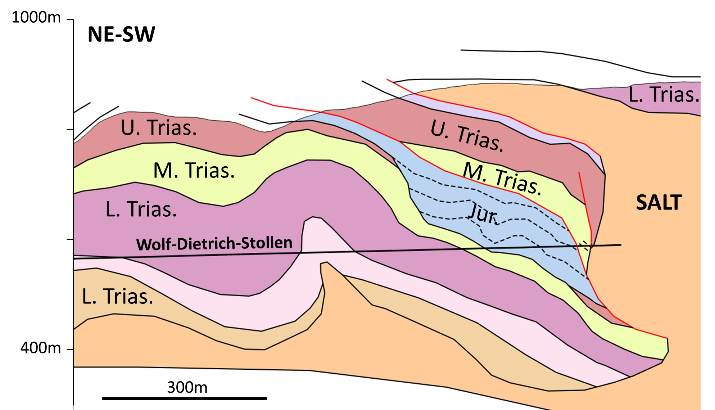 1000m
NE-SW
L. Trias.
U. Trias.
U. Trias.
M. Trias.
M. Trias.
L. Trias.
Jur.
SALT
Wolf-Dietrich-Stollen
L. Trias.
400m
300m